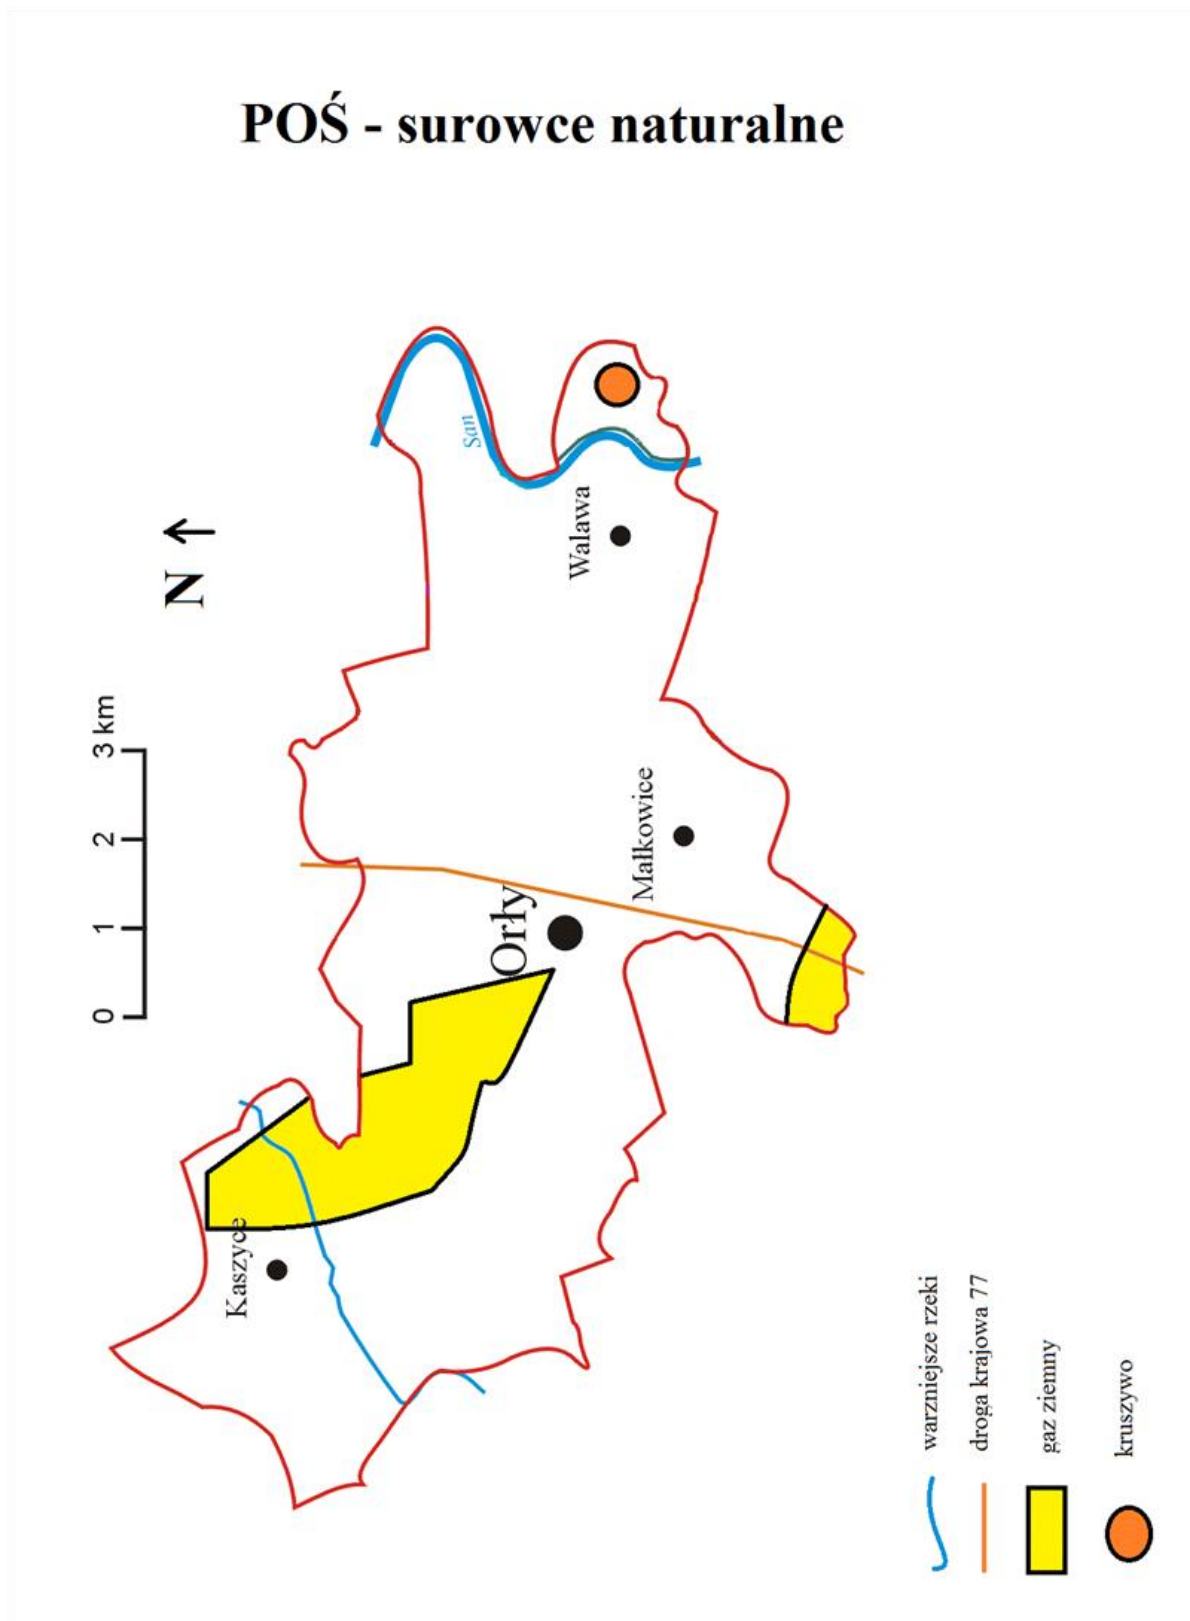 POŚ - surowce naturalne
N
0 1 2 3 km
San
Walawa
Małkowice
Orły
Kaszyce
warzniejsze rzeki
droga krajowa 77
gaz ziemny
kruszywo